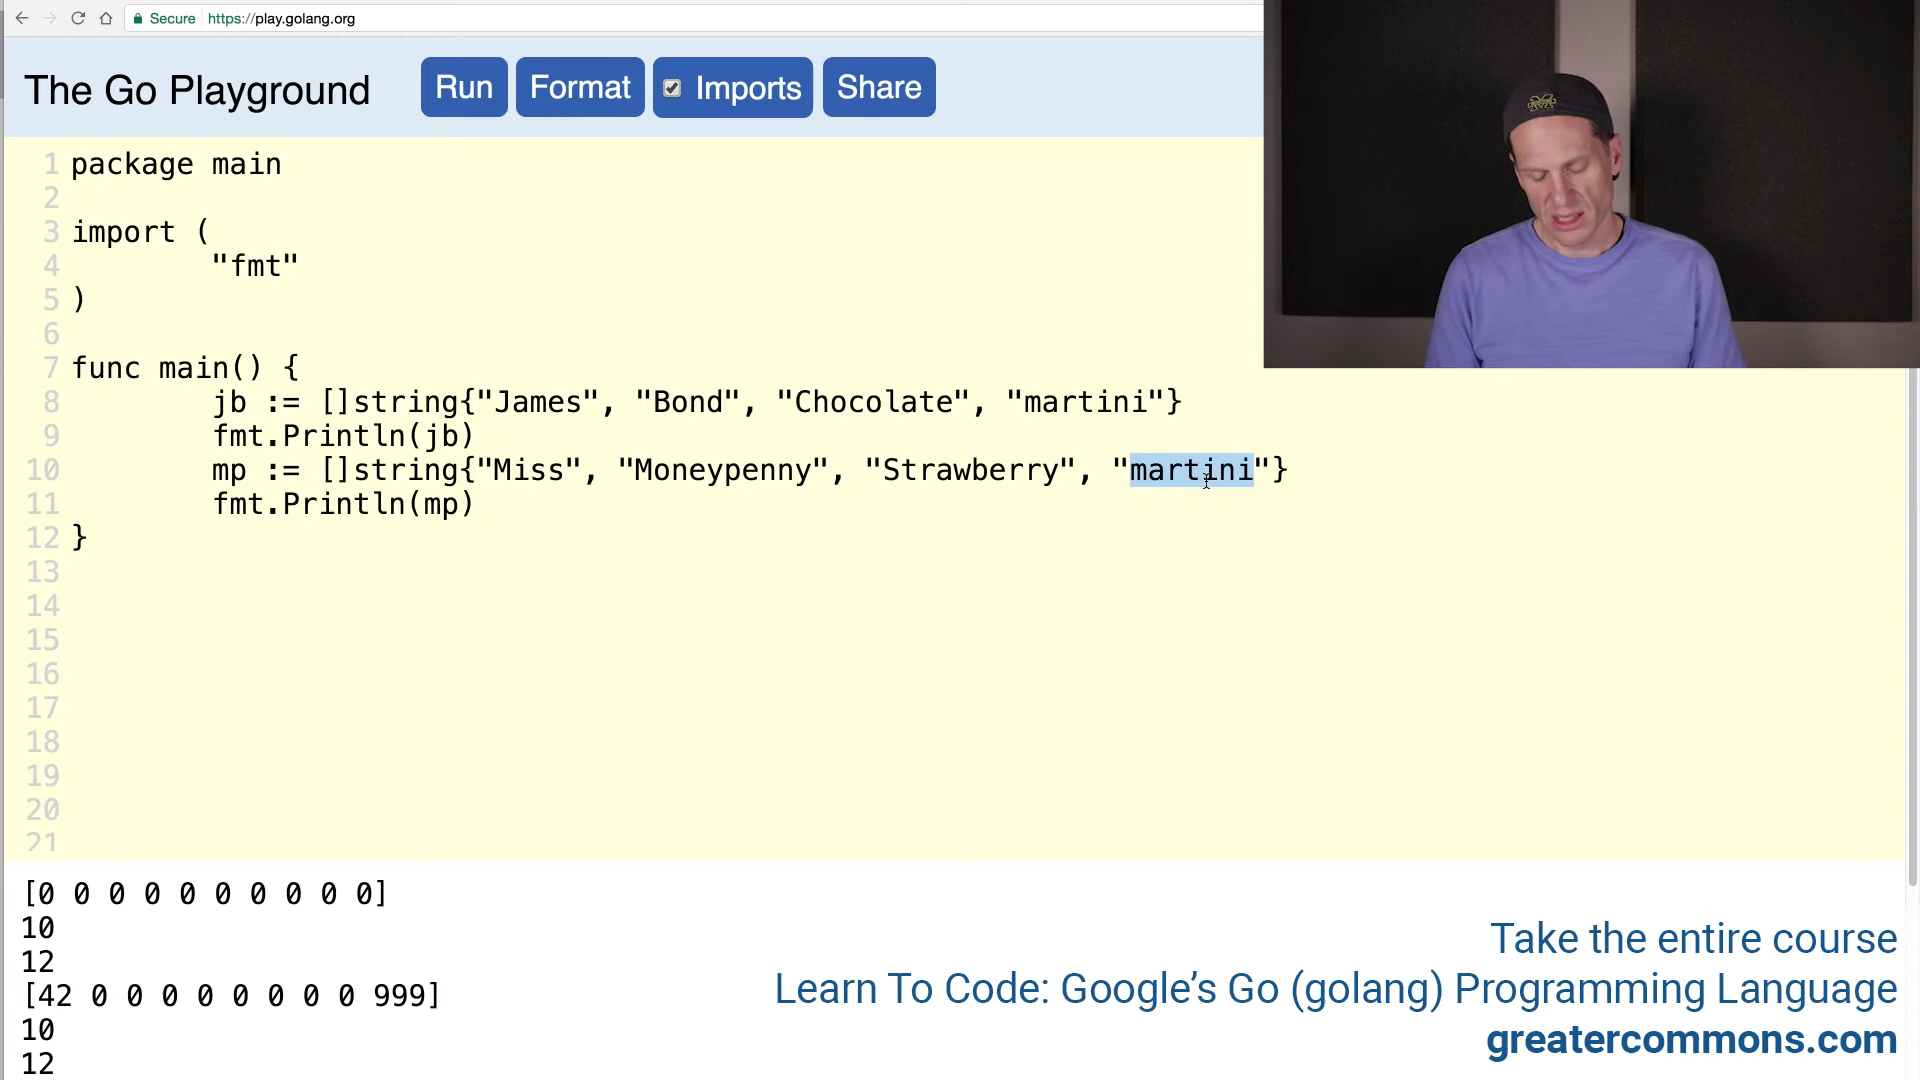 Secure https://play.golang.org
The Go Playground Run Format Imports Share
1 package main
2
3 import (
4 "fmt"
5 )
6
7 func main() {
8 jb := []string{"James", "Bond", "Chocolate", "martini"}
9 fmt.Println(jb)
10 mp := []string{"Miss", "Moneypenny", "Strawberry", "martini"}
11 fmt.Println(mp)
12 }
13
14
15
16
17
18
19
20
21
[0 0 0 0 0 0 0 0 0 0]
10
12
[42 0 0 0 0 0 0 0 0 999]
10
12
Take the entire course
Learn To Code: Google’s Go (golang) Programming Language
greatercommons.com